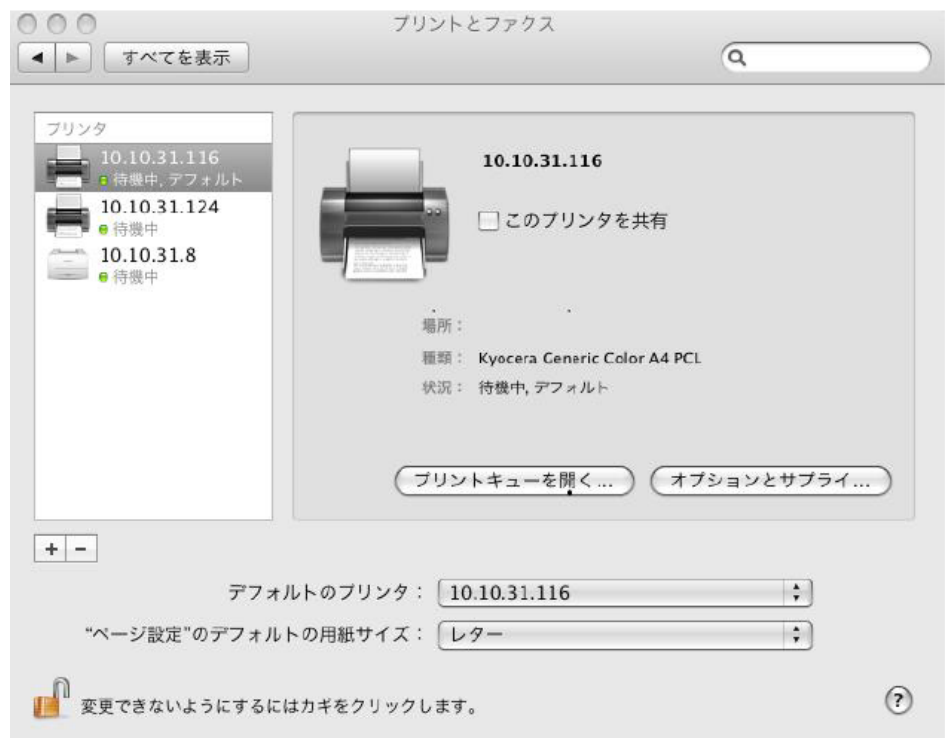 プリントとファクス
すべてを表示
プリンタ
10.10.31.116
待機中, デフォルト
10.10.31.124
待機中
10.10.31.8
待機中
10.10.31.116
このプリンタを共有
場所：
種類： Kyocera Generic Color A4 PCL
状況： 待機中, デフォルト
プリントキューを開く...
オプションとサプライ...
+ −
デフォルトのプリンタ： 10.10.31.116
“ページ設定”のデフォルトの用紙サイズ： レター
変更できないようにするにはカギをクリックします。
?